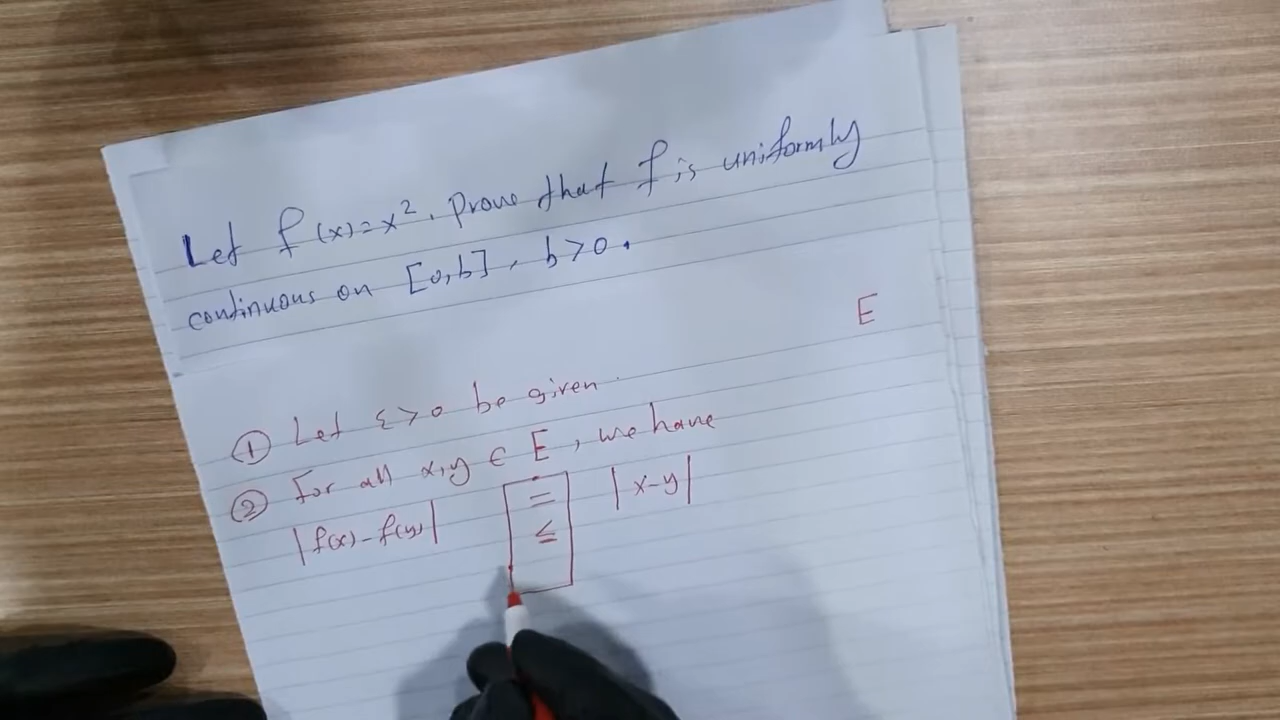 Let f(x)=x². Prove that f is uniformly
continuous on [0,b], b>0.
E
① Let ε>0 be given.
② For all x,y ∈ E, we have
|f(x)-f(y)| = |x-y|
≤